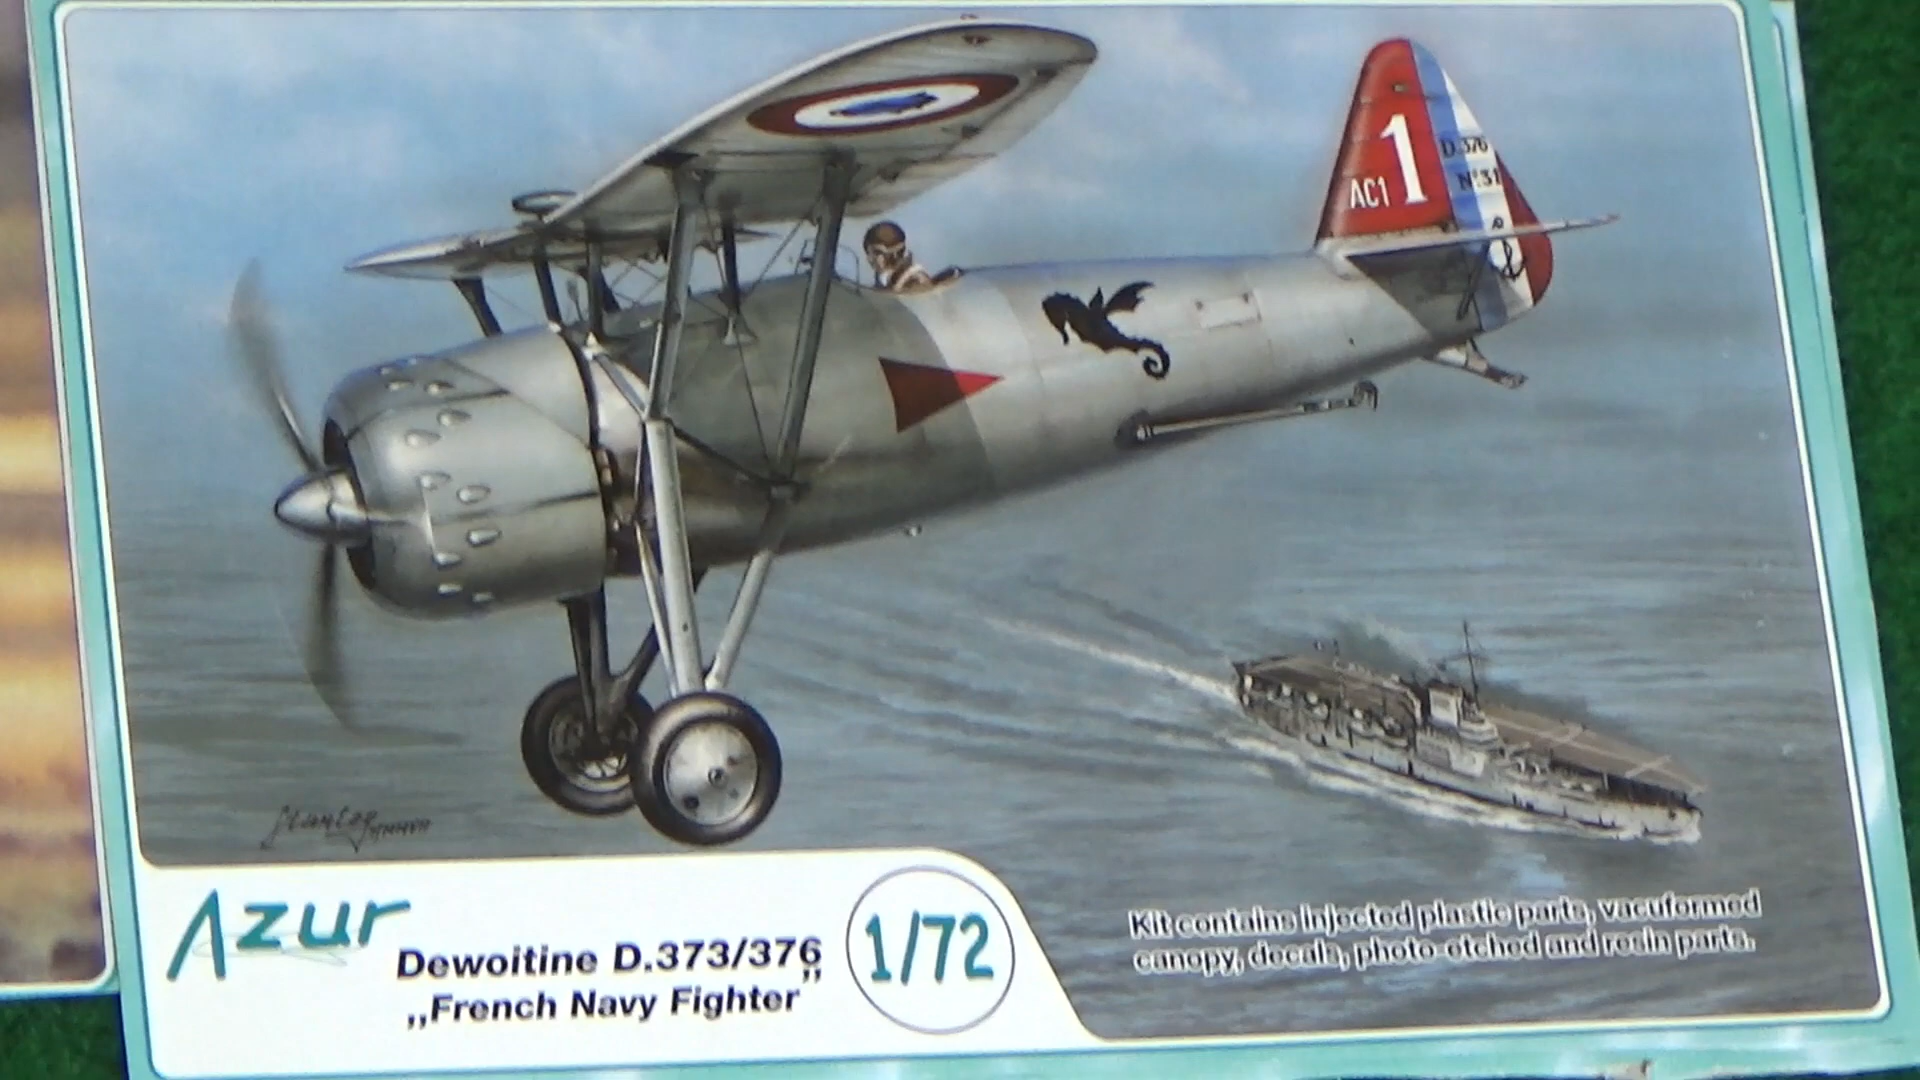 1
AC1
D.376
N°31
Azur
Dewoitine D.373/376
„French Navy Fighter”
1/72
Kit contains injected plastic parts, vacuformed
canopy, decals, photo-etched and resin parts.